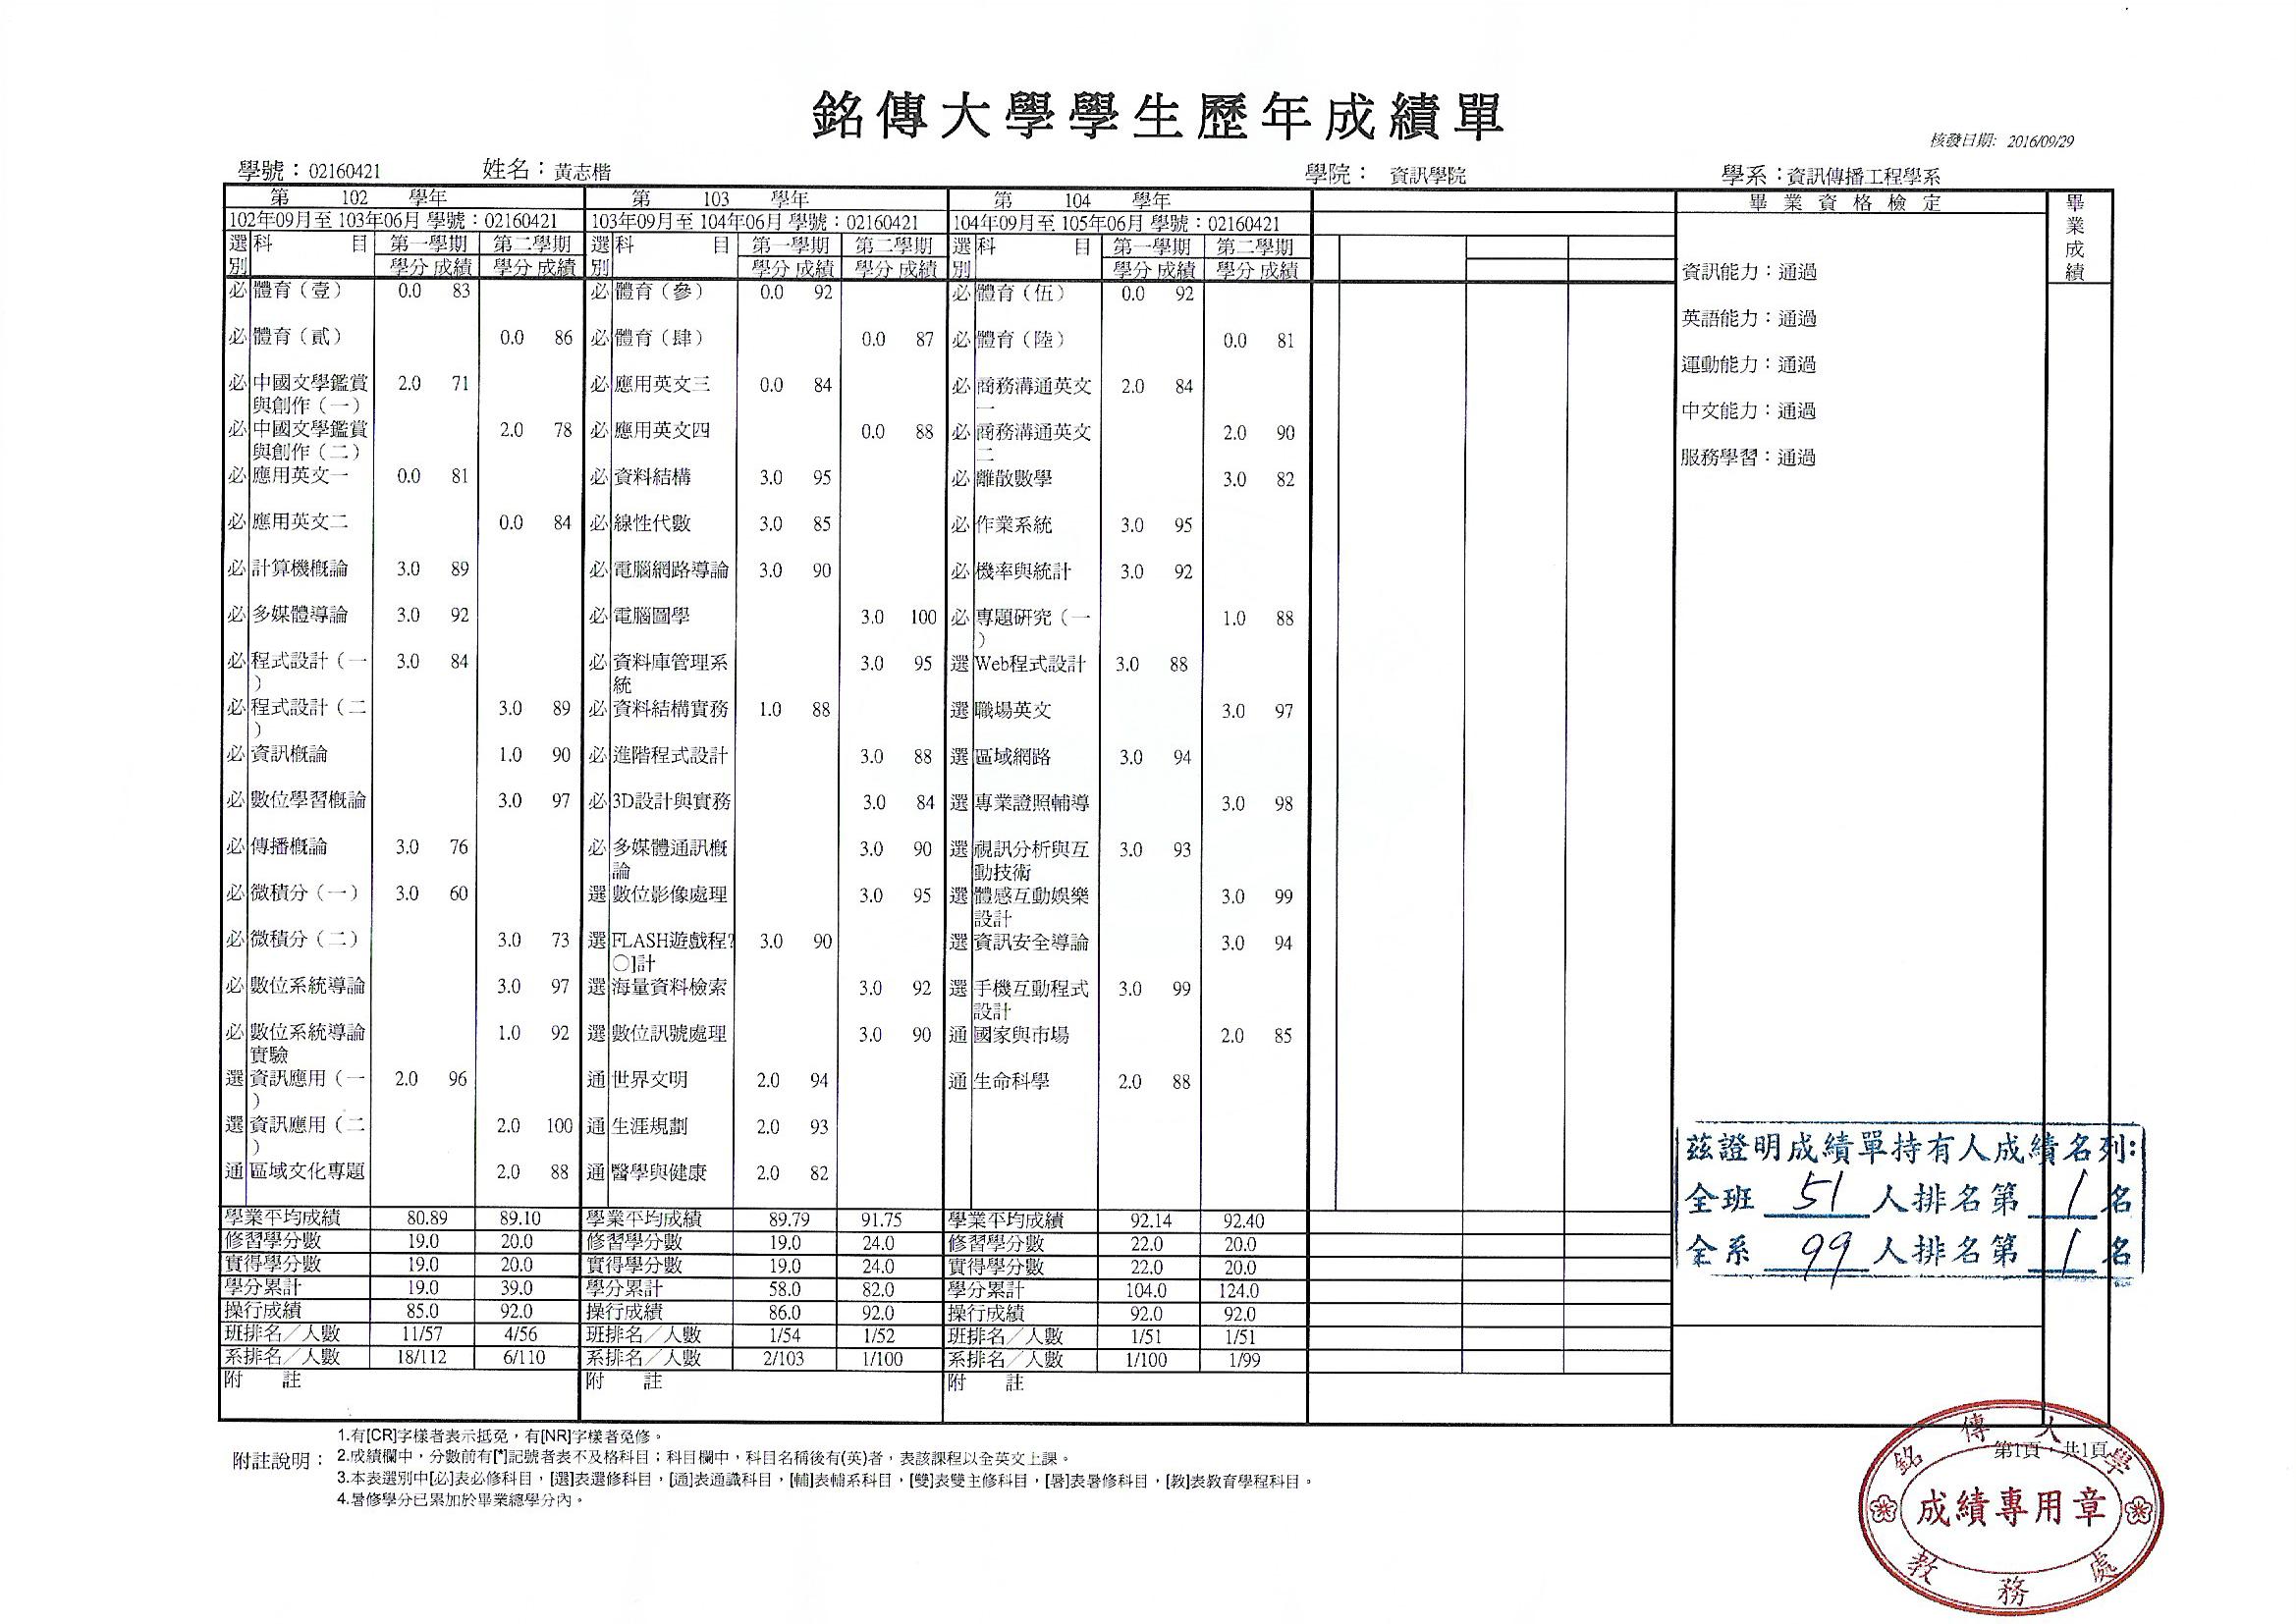 銘傳大學學生歷年成績單
核發日期: 2016/09/29
學號：02160421 姓名：黃志楷 學院： 資訊學院 學系：資訊傳播工程學系
第 102 學年 第 103 學年 第 104 學年 畢業資格檢定 畢業成績
102年09月至 103年06月 學號：02160421 103年09月至 104年06月 學號：02160421 104年09月至 105年06月 學號：02160421
選別 科 目 第一學期 第二學期 選別 科 目 第一學期 第二學期 選別 科 目 第一學期 第二學期
學分 成績 學分 成績 學分 成績 學分 成績 學分 成績 學分 成績
必 體育（壹） 0.0 83
必 體育（貳） 0.0 86
必 中國文學鑑賞
與創作（一） 2.0 71
必 中國文學鑑賞
與創作（二） 2.0 78
必 應用英文一 0.0 81
必 應用英文二 0.0 84
必 計算機概論 3.0 89
必 多媒體導論 3.0 92
必 程式設計（一
） 3.0 84
必 程式設計（二
） 3.0 89
必 資訊概論 1.0 90
必 數位學習概論 3.0 97
必 傳播概論 3.0 76
必 微積分（一） 3.0 60
必 微積分（二） 3.0 73
必 數位系統導論 3.0 97
必 數位系統導論
實驗 1.0 92
選 資訊應用（一
） 2.0 96
選 資訊應用（二
） 2.0 100
通 區域文化專題 2.0 88
學業平均成績 80.89 89.10
修習學分數 19.0 20.0
實得學分數 19.0 20.0
學分累計 19.0 39.0
操行成績 85.0 92.0
班排名／人數 11/57 4/56
系排名／人數 18/112 6/110
附 註
必 體育（參） 0.0 92
必 體育（肆） 0.0 87
必 應用英文三 0.0 84
必 應用英文四 0.0 88
必 資料結構 3.0 95
必 線性代數 3.0 85
必 電腦網路導論 3.0 90
必 電腦圖學 3.0 100
必 資料庫管理系
統 3.0 95
必 資料結構實務 1.0 88
必 進階程式設計 3.0 88
必 3D設計與實務 3.0 84
必 多媒體通訊概
論 3.0 90
選 數位影像處理 3.0 95
選 FLASH遊戲程?
○]計 3.0 90
選 海量資料檢索 3.0 92
選 數位訊號處理 3.0 90
通 世界文明 2.0 94
通 生涯規劃 2.0 93
通 醫學與健康 2.0 82
學業平均成績 89.79 91.75
修習學分數 19.0 24.0
實得學分數 19.0 24.0
學分累計 58.0 82.0
操行成績 86.0 92.0
班排名／人數 1/54 1/52
系排名／人數 2/103 1/100
附 註
必 體育（伍） 0.0 92
必 體育（陸） 0.0 81
必 商務溝通英文
一 2.0 84
必 商務溝通英文
二 2.0 90
必 離散數學 3.0 82
必 作業系統 3.0 95
必 機率與統計 3.0 92
必 專題研究（一
） 1.0 88
選 Web程式設計 3.0 88
選 職場英文 3.0 97
選 區域網路 3.0 94
選 專業證照輔導 3.0 98
選 視訊分析與互
動技術 3.0 93
選 體感互動娛樂
設計 3.0 99
選 資訊安全導論 3.0 94
選 手機互動程式
設計 3.0 99
通 國家與市場 2.0 85
通 生命科學 2.0 88
學業平均成績 92.14 92.40
修習學分數 22.0 20.0
實得學分數 22.0 20.0
學分累計 104.0 124.0
操行成績 92.0 92.0
班排名／人數 1/51 1/51
系排名／人數 1/100 1/99
附 註
資訊能力：通過
英語能力：通過
運動能力：通過
中文能力：通過
服務學習：通過
茲證明成績單持有人成績名列:
全班 51 人排名第 1 名
全系 99 人排名第 1 名
附註說明：
1.有[CR]字樣者表示抵免，有[NR]字樣者免修。
2.成績欄中，分數前有[*]記號者表不及格科目；科目欄中，科目名稱後有(英)者，表該課程以全英文上課。
3.本表選別中[必]表必修科目，[選]表選修科目，[通]表通識科目，[輔]表輔系科目，[雙]表雙主修科目，[暑]表暑修科目，[教]表教育學程科目。
4.暑修學分已累加於畢業總學分內。
第1頁，共1頁
銘傳大學
成績專用章
教務處